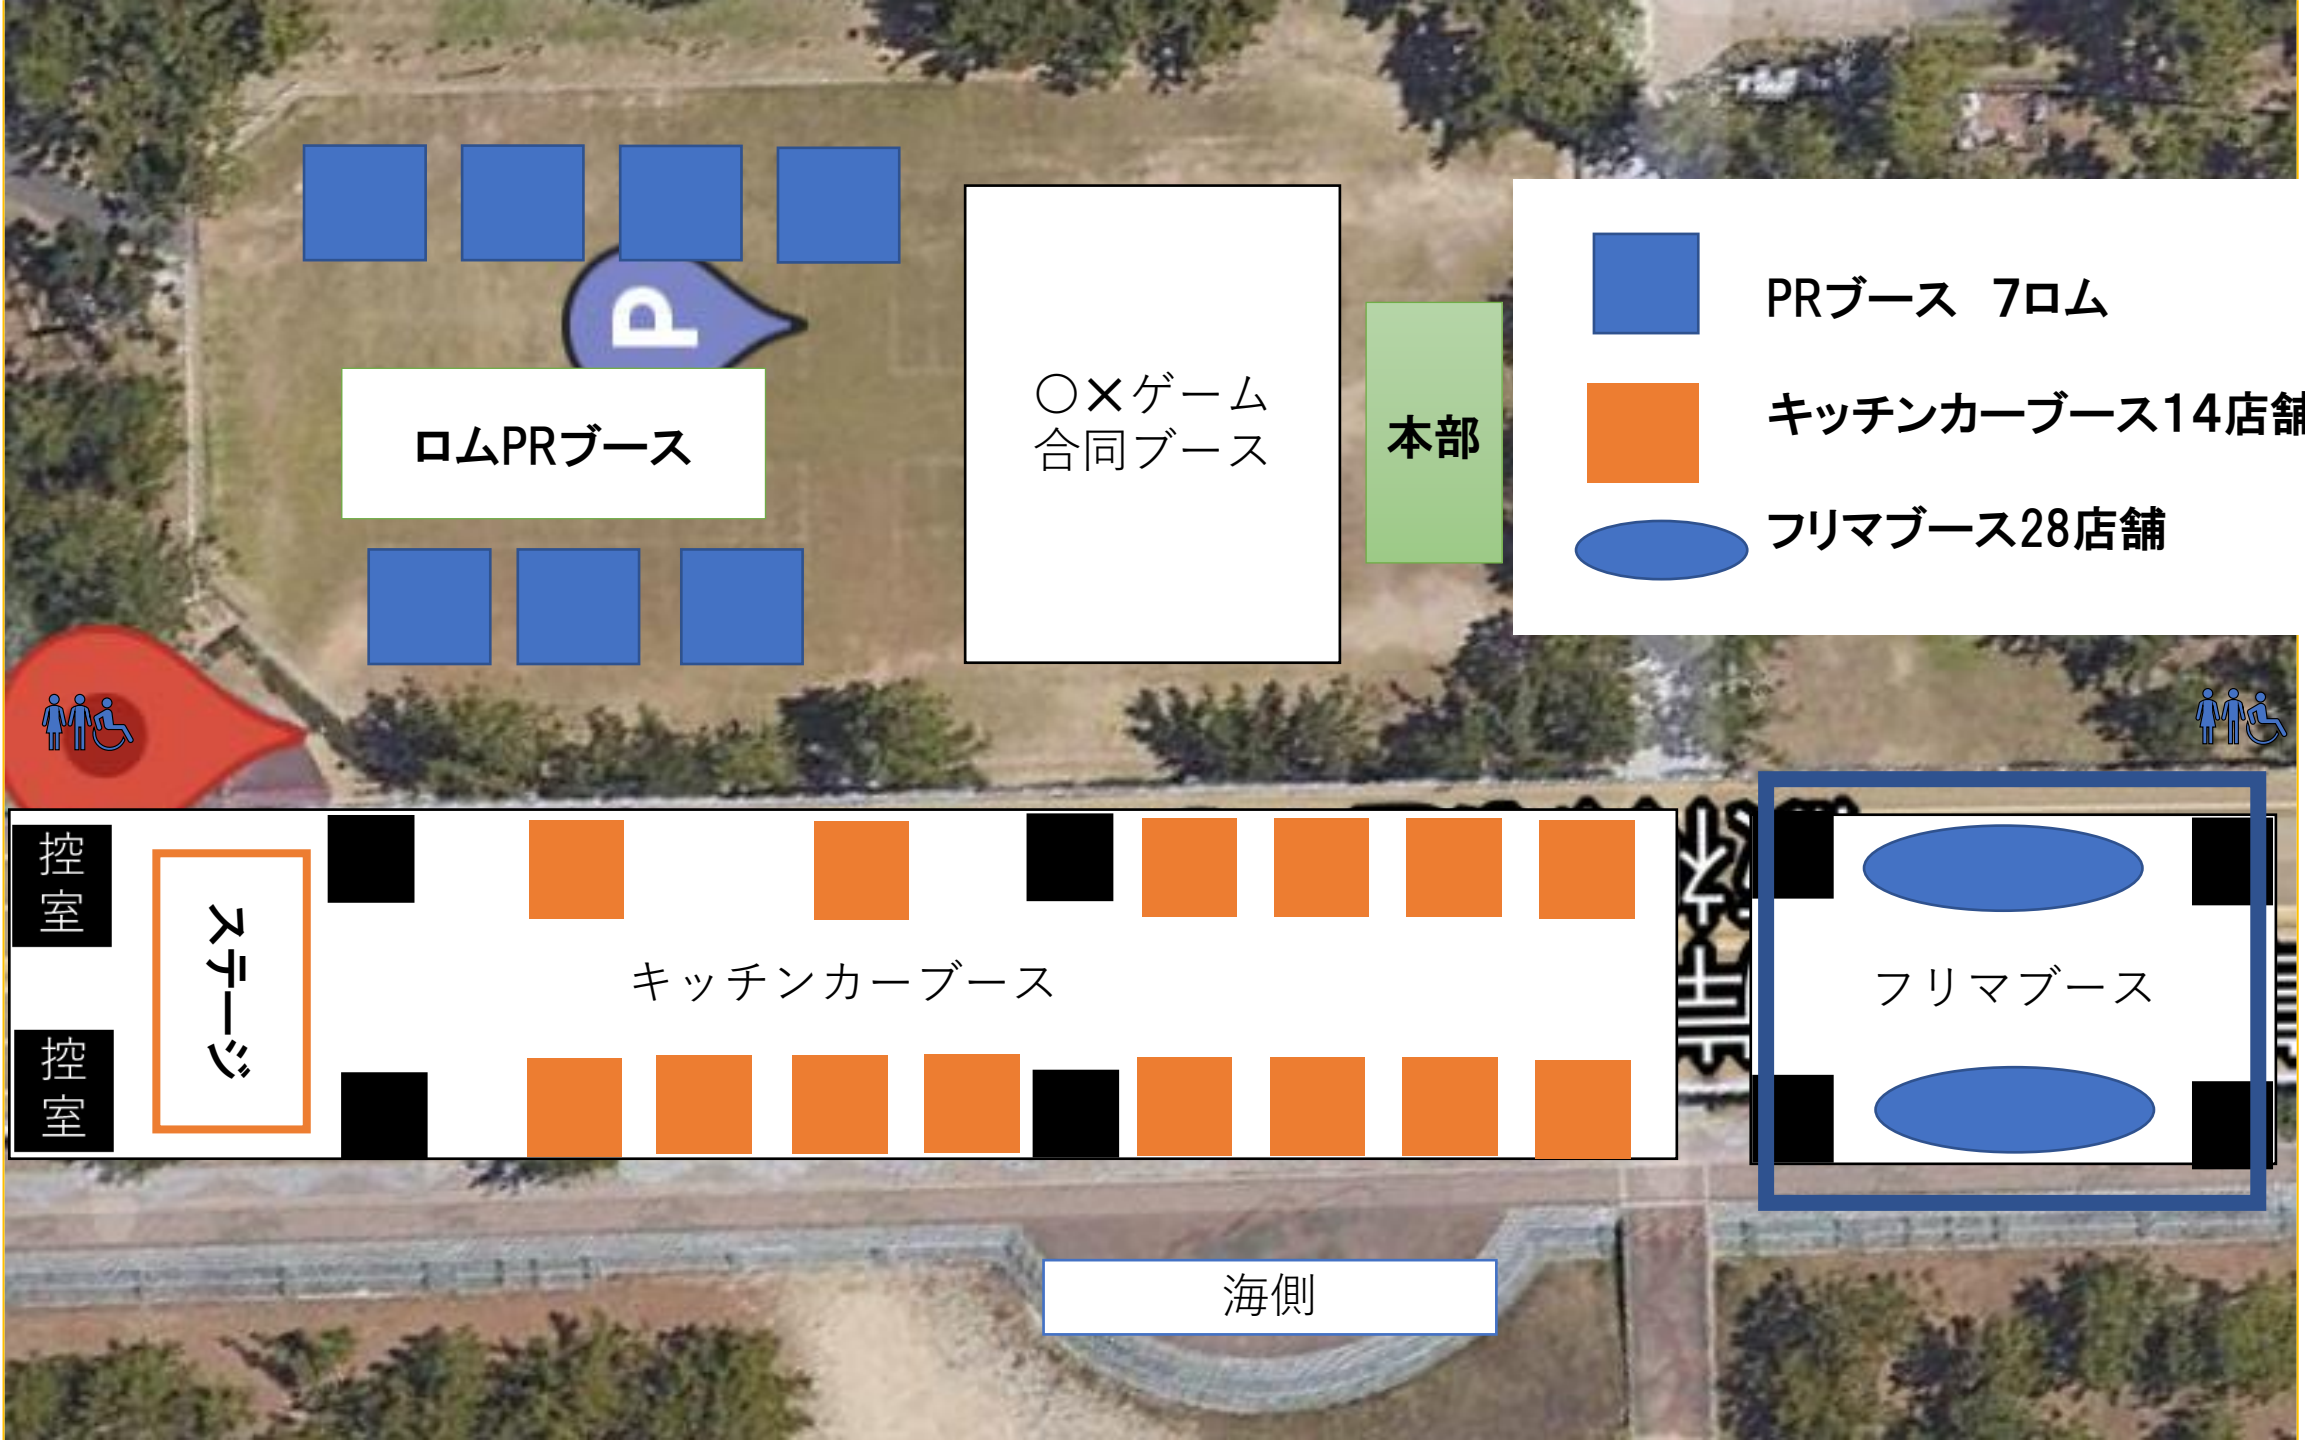 P
PRブース 7ロム
キッチンカーブース14店舗
フリマブース28店舗
ロムPRブース
○×ゲーム
合同ブース
本部
控
室
ステージ
キッチンカーブース
フリマブース
控
室
海側